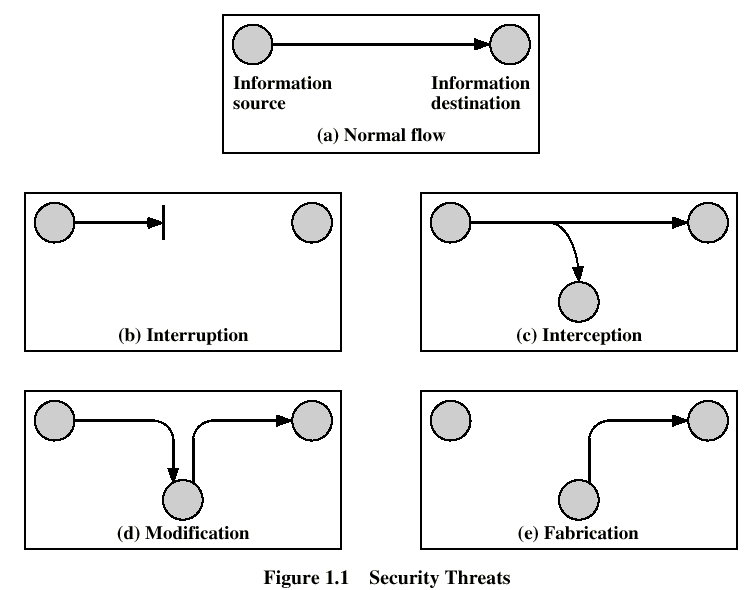 Information
source
Information
destination
(a) Normal flow
(b) Interruption
(c) Interception
(d) Modification
(e) Fabrication
Figure 1.1 Security Threats